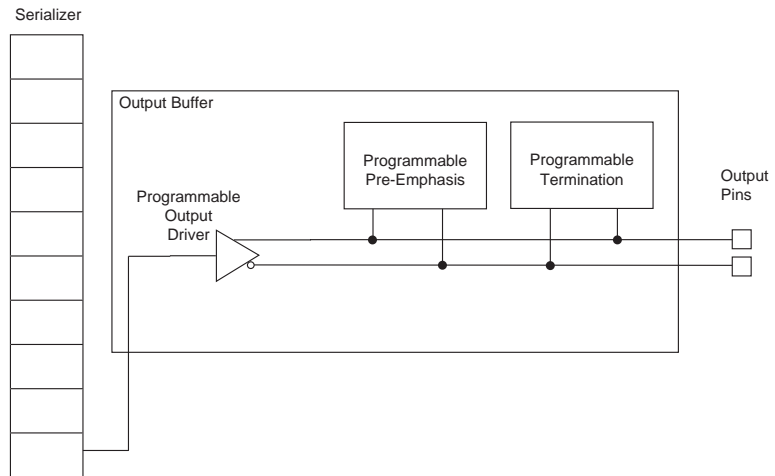 Serializer
Output Buffer
Programmable
Pre-Emphasis
Programmable
Termination
Output
Pins
Programmable
Output
Driver